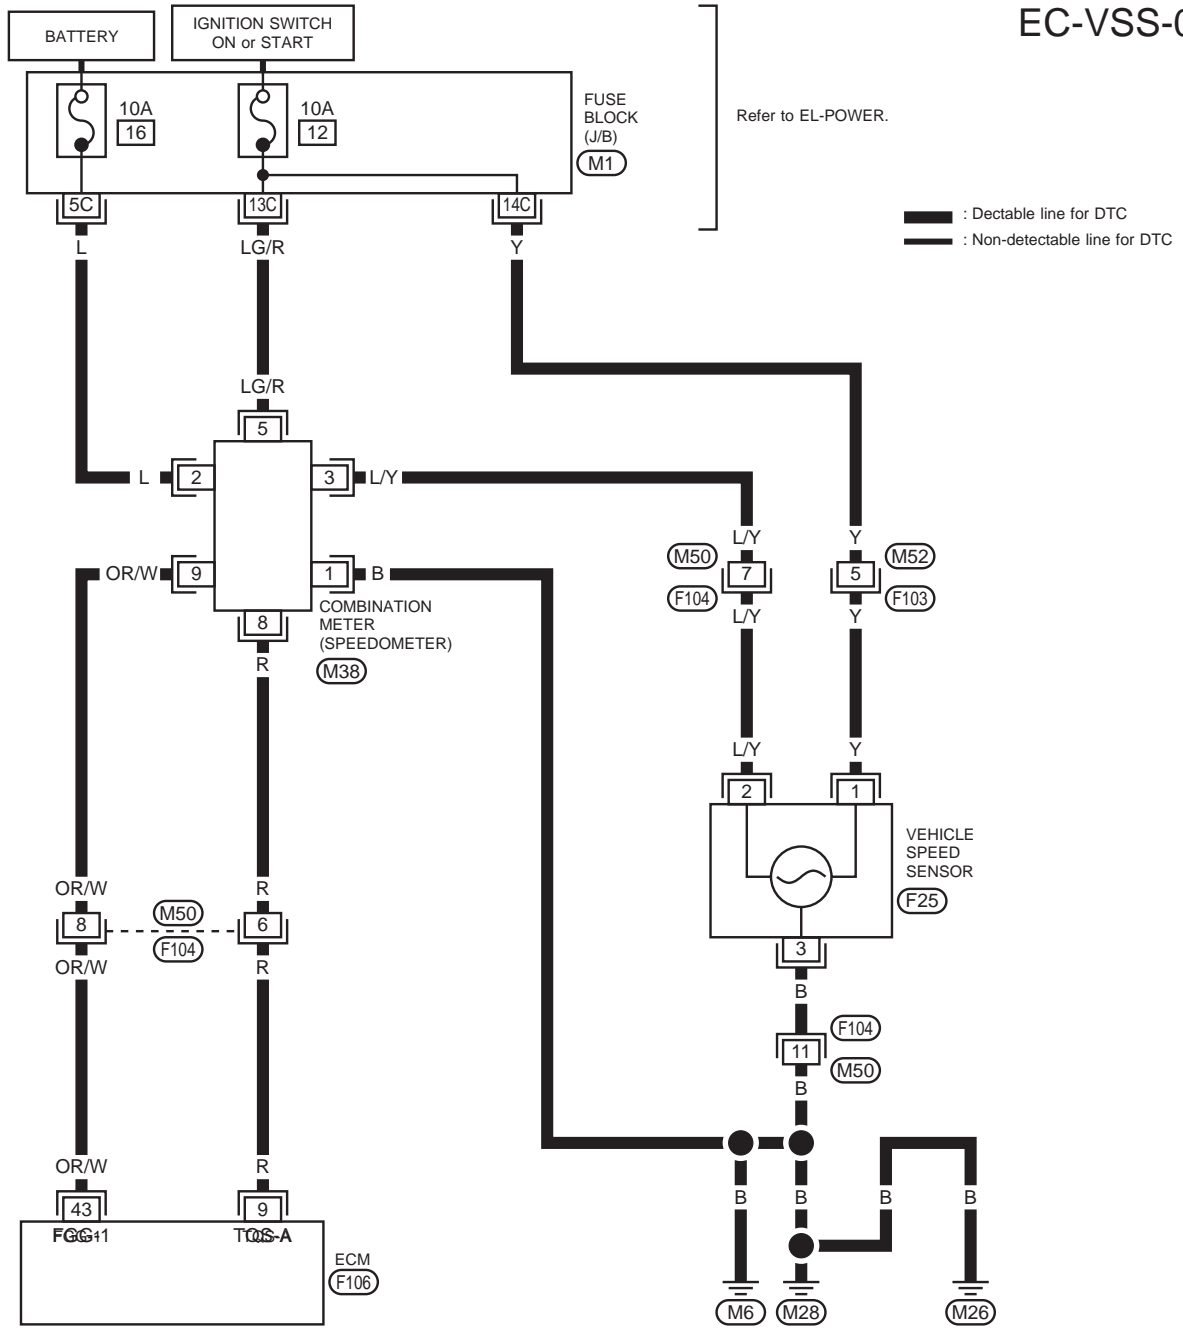 EC-VSS-0
BATTERY
IGNITION SWITCH
ON or START
10A
16
10A
12
FUSE
BLOCK
(J/B)
M1
Refer to EL-POWER.
5C
13C
14C
: Dectable line for DTC
: Non-detectable line for DTC
L
LG/R
Y
LG/R
5
L
2
3
L/Y
L/Y
Y
M50
7
5
M52
F104
F103
L/Y
Y
OR/W
9
1
B
COMBINATION
METER
(SPEEDOMETER)
M38
8
R
L/Y
Y
2
1
VEHICLE
SPEED
SENSOR
F25
OR/W
R
8
M50
6
F104
OR/W
R
3
B
F104
11
M50
B
OR/W
R
43
9
TQS-A
ECM
F106
B
B
B
B
M6
M28
M26